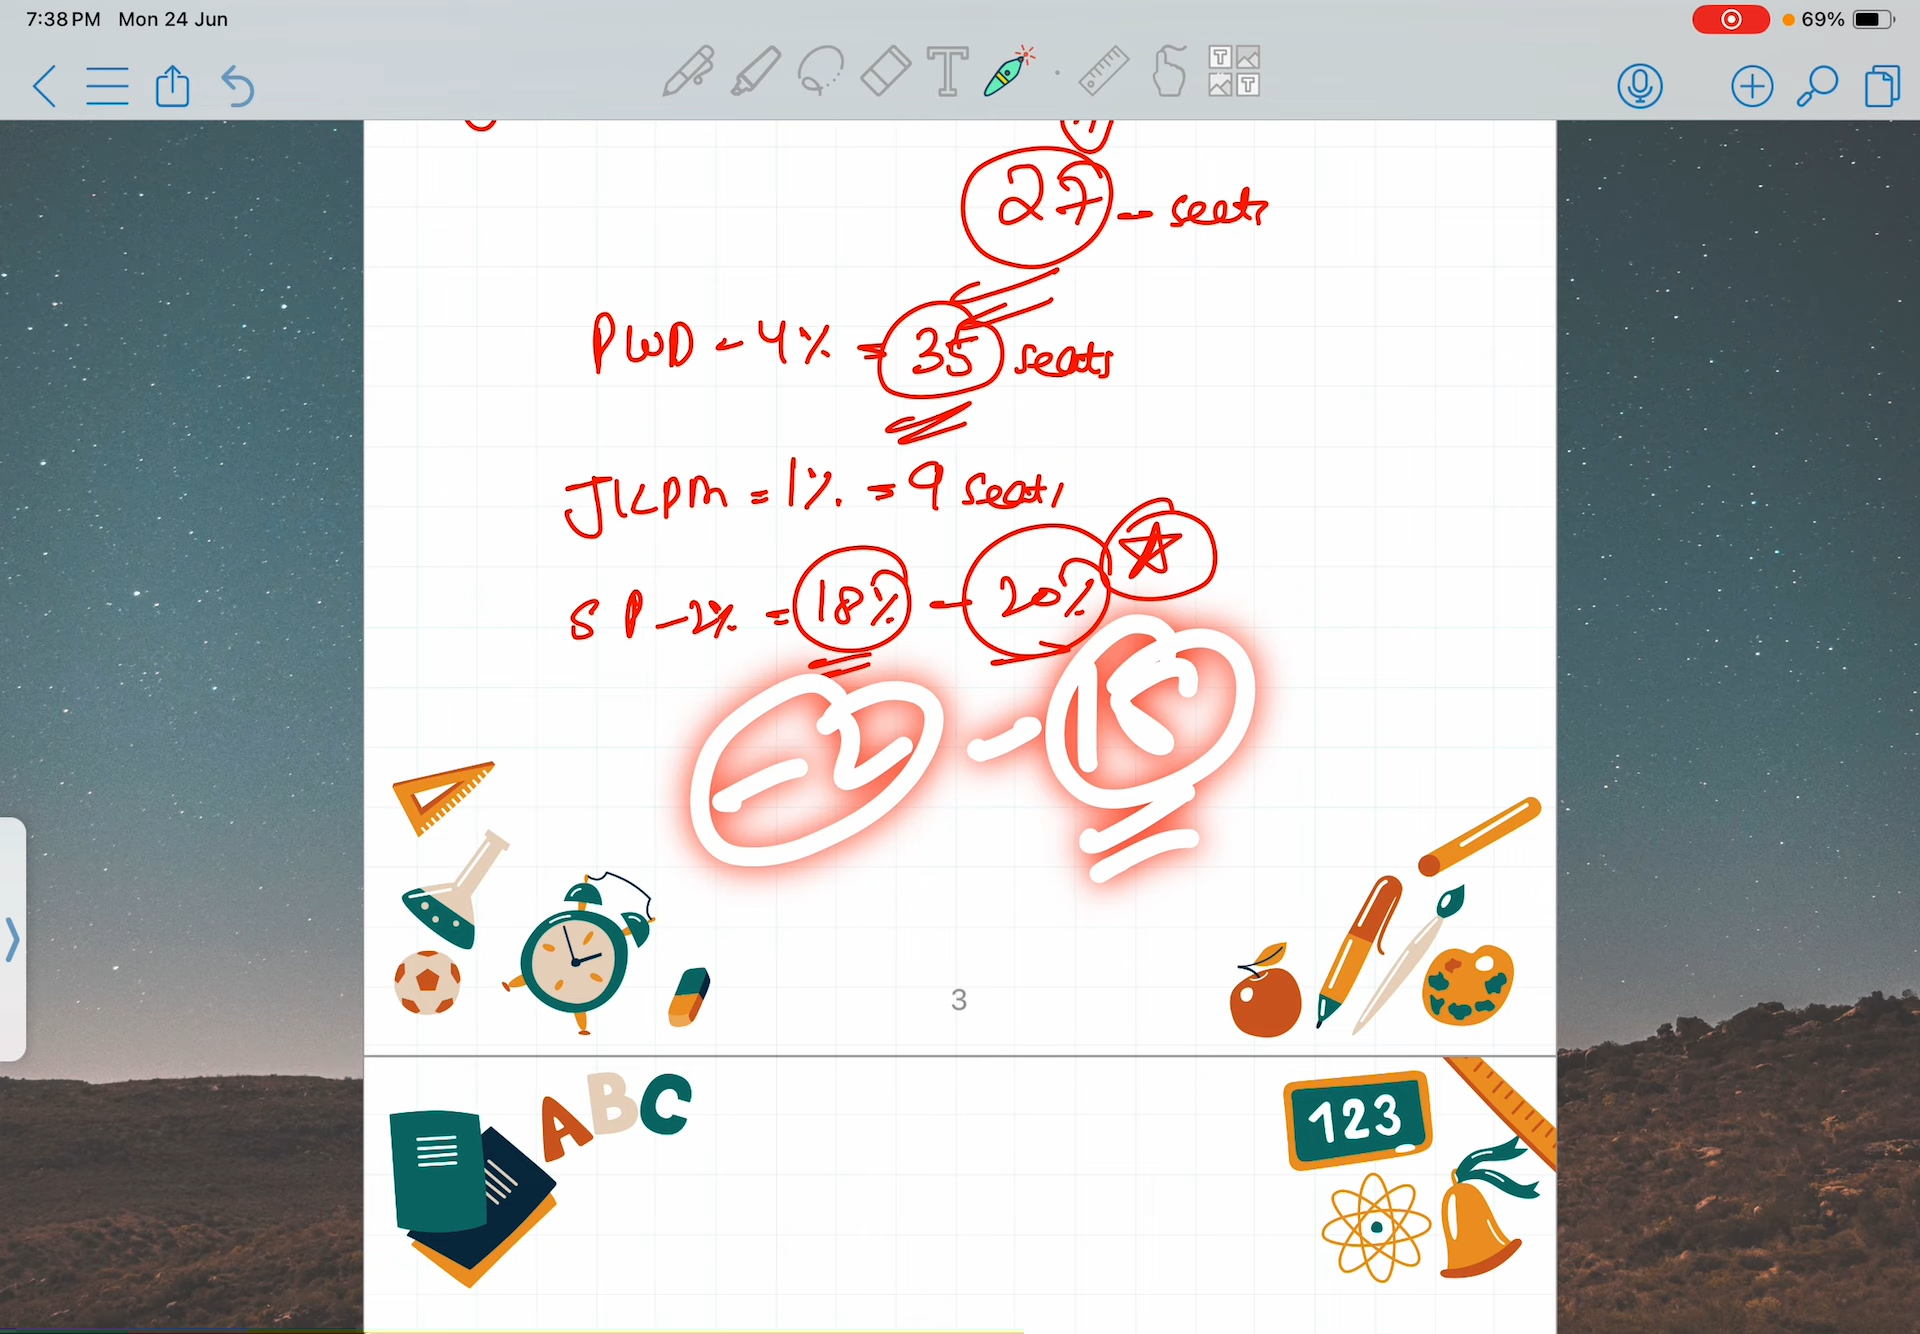 7:38 PM Mon 24 Jun
69%
27 - seats
PWD - 4% = 35 seats
JKPM = 1% = 9 seats
SP - 2% = 18% - 20%
-2 - 15
3
ABC
123